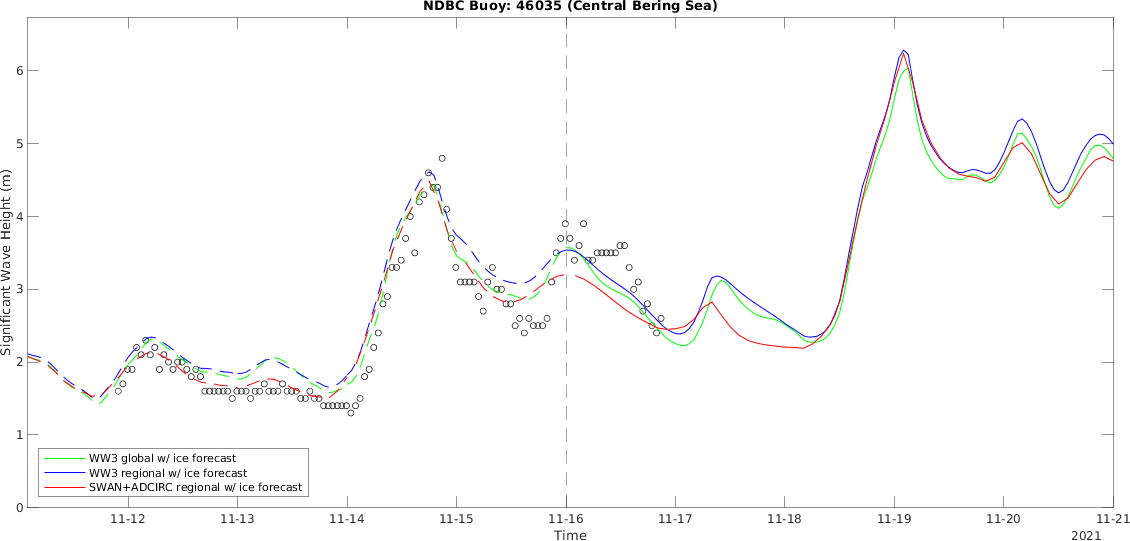 NDBC Buoy: 46035 (Central Bering Sea)
Significant Wave Height (m)
6
5
4
3
2
1
0
WW3 global w/ ice forecast
WW3 regional w/ ice forecast
SWAN+ADCIRC regional w/ ice forecast
11-12 11-13 11-14 11-15 11-16 11-17 11-18 11-19 11-20 11-21
Time
2021